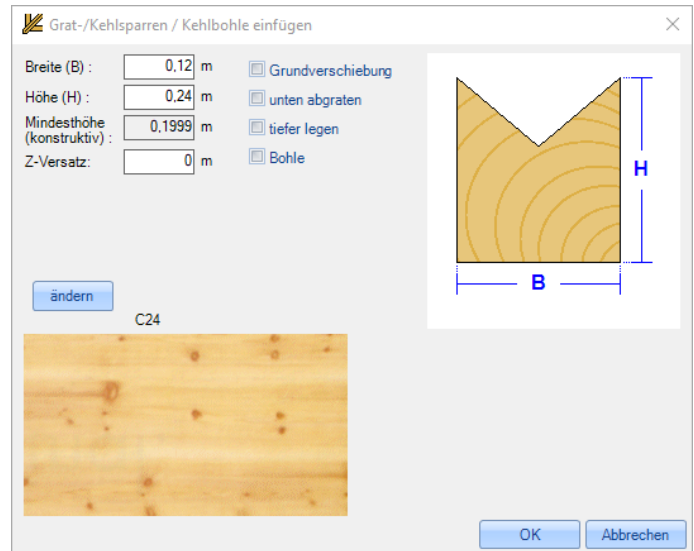 Grat-/Kehlsparren / Kehlbohle einfügen
Breite (B) : 0,12 m
Grundverschiebung
Höhe (H) : 0,24 m
unten abgraten
Mindesthöhe
(konstruktiv) : 0,1999 m
tiefer legen
Z-Versatz: 0 m
Bohle
H
B
ändern
C24
OK
Abbrechen